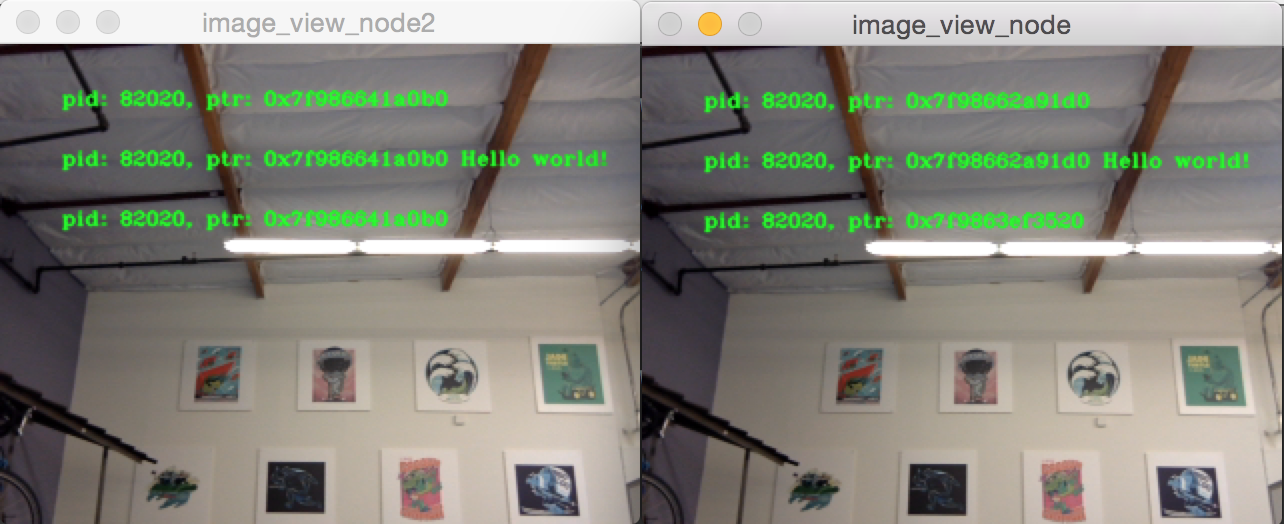 image_view_node2
pid: 82020, ptr: 0x7f986641a0b0
pid: 82020, ptr: 0x7f986641a0b0 Hello world!
pid: 82020, ptr: 0x7f986641a0b0
image_view_node
pid: 82020, ptr: 0x7f98662a91d0
pid: 82020, ptr: 0x7f98662a91d0 Hello world!
pid: 82020, ptr: 0x7f9863ef3520